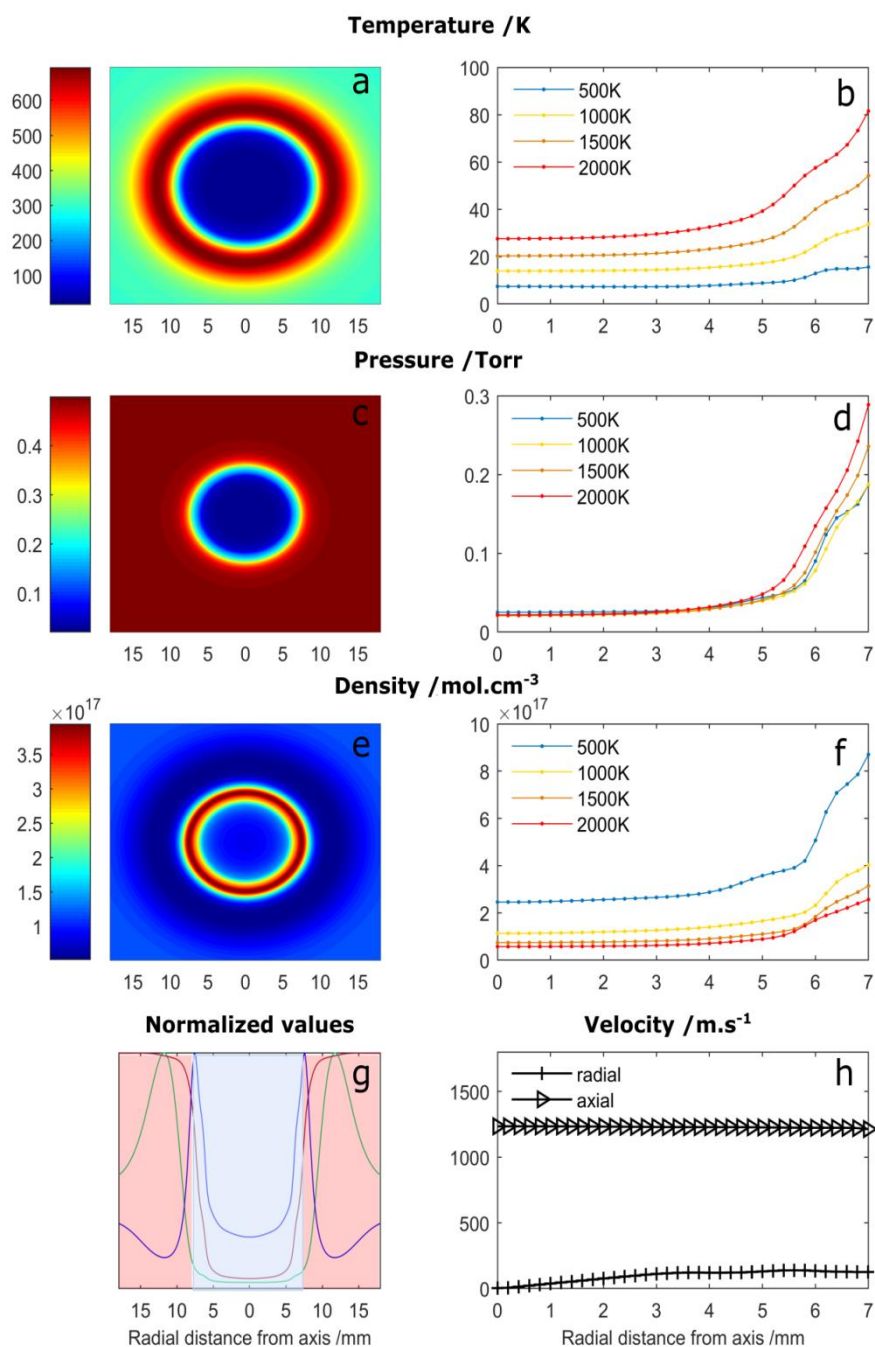 Temperature /K
a
600
500
400
300
200
100
15 10 5 0 5 10 15
b
100
80
60
40
20
0
500K
1000K
1500K
2000K
0 1 2 3 4 5 6 7
Pressure /Torr
c
0.4
0.3
0.2
0.1
15 10 5 0 5 10 15
d
0.3
0.2
0.1
0
500K
1000K
1500K
2000K
0 1 2 3 4 5 6 7
Density /mol.cm⁻³
×10¹⁷
e
3.5
3
2.5
2
1.5
1
15 10 5 0 5 10 15
×10¹⁷
f
10
8
6
4
2
0
500K
1000K
1500K
2000K
0 1 2 3 4 5 6 7
Normalized values
g
15 10 5 0 5 10 15
Radial distance from axis /mm
Velocity /m.s⁻¹
h
1500
1000
500
0
radial
axial
0 1 2 3 4 5 6 7
Radial distance from axis /mm